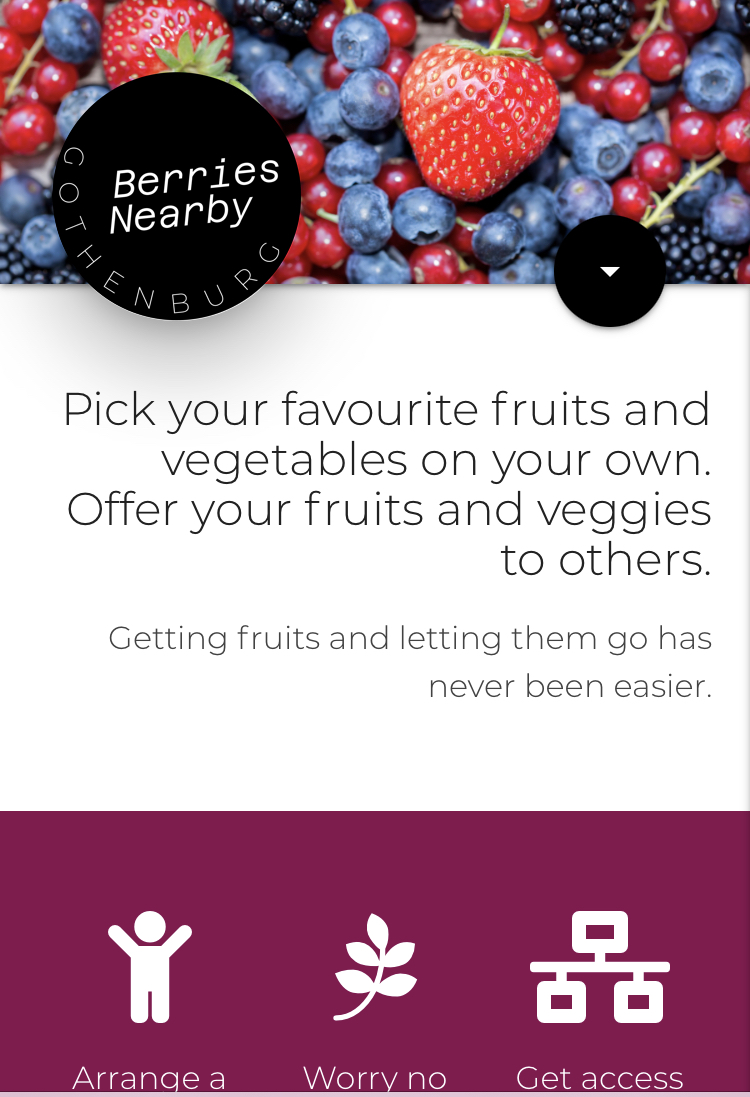 Berries
Nearby
GOTHENBURG
Pick your favourite fruits and
vegetables on your own.
Offer your fruits and veggies
to others.
Getting fruits and letting them go has
never been easier.
Arrange a
Worry no
Get access